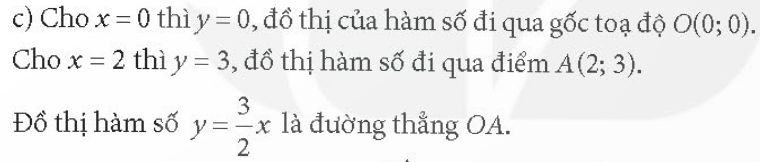 c) Cho x = 0 thì y = 0, đồ thị của hàm số đi qua gốc toạ độ O(0; 0).
Cho x = 2 thì y = 3, đồ thị hàm số đi qua điểm A(2; 3).
Đồ thị hàm số y = \frac{3}{2}x là đường thẳng OA.